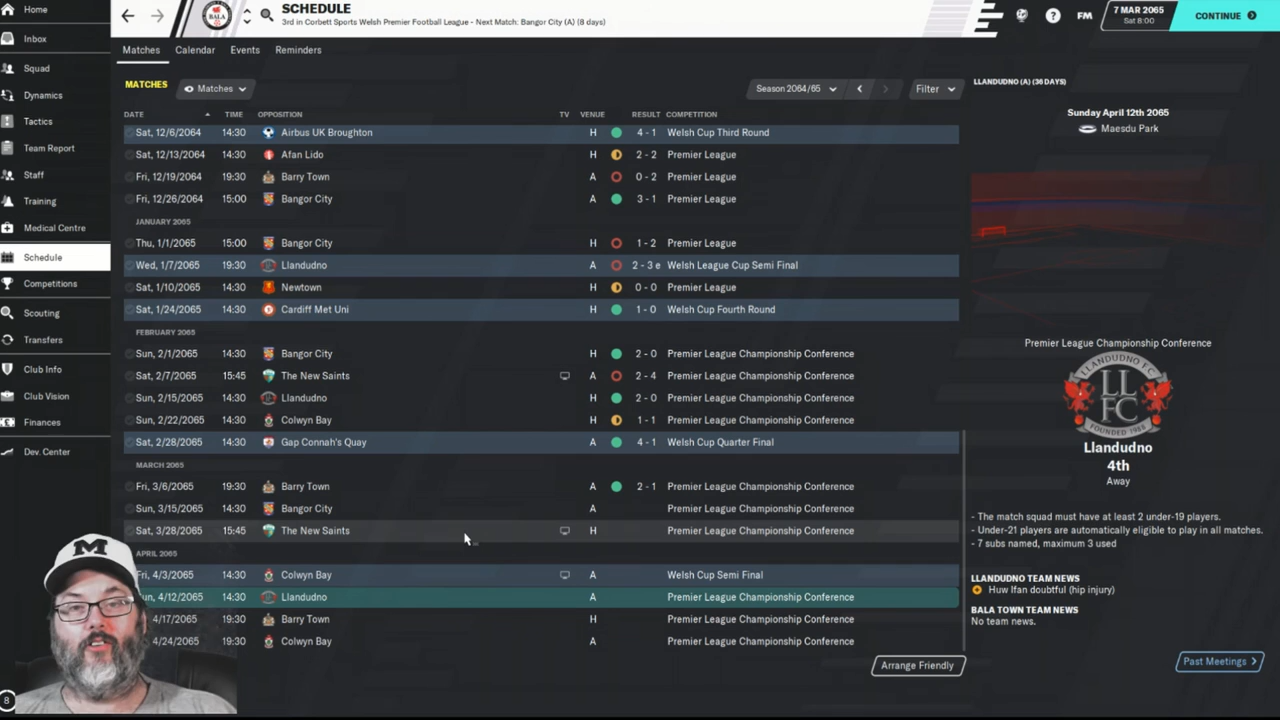 Home
Inbox
Squad
Dynamics
Tactics
Team Report
Staff
Training
Medical Centre
Schedule
Competitions
Scouting
Transfers
Club Info
Club Vision
Finances
Dev. Center
8
BALA
SCHEDULE
3rd in Corbett Sports Welsh Premier Football League - Next Match: Bangor City (A) (8 days)
FM
7 MAR 2065
Sat 8:00
CONTINUE
Matches Calendar Events Reminders
MATCHES Matches Season 2064/65 Filter
DATE TIME OPPOSITION TV VENUE RESULT COMPETITION
Sat, 12/6/2064 14:30 Airbus UK Broughton H 4 - 1 Welsh Cup Third Round
Sat, 12/13/2064 14:30 Afan Lido H 2 - 2 Premier League
Fri, 12/19/2064 19:30 Barry Town A 0 - 2 Premier League
Fri, 12/26/2064 15:00 Bangor City A 3 - 1 Premier League
JANUARY 2065
Thu, 1/1/2065 15:00 Bangor City H 1 - 2 Premier League
Wed, 1/7/2065 19:30 Llandudno A 2 - 3 e Welsh League Cup Semi Final
Sat, 1/10/2065 14:30 Newtown H 0 - 0 Premier League
Sat, 1/24/2065 14:30 Cardiff Met Uni H 1 - 0 Welsh Cup Fourth Round
FEBRUARY 2065
Sun, 2/1/2065 14:30 Bangor City H 2 - 0 Premier League Championship Conference
Sat, 2/7/2065 15:45 The New Saints A 2 - 4 Premier League Championship Conference
Sun, 2/15/2065 14:30 Llandudno H 2 - 0 Premier League Championship Conference
Sun, 2/22/2065 14:30 Colwyn Bay H 1 - 1 Premier League Championship Conference
Sat, 2/28/2065 14:30 Gap Connah's Quay A 4 - 1 Welsh Cup Quarter Final
MARCH 2065
Fri, 3/6/2065 19:30 Barry Town A 2 - 1 Premier League Championship Conference
Sun, 3/15/2065 14:30 Bangor City A Premier League Championship Conference
Sat, 3/28/2065 15:45 The New Saints H Premier League Championship Conference
APRIL 2065
Fri, 4/3/2065 14:30 Colwyn Bay A Welsh Cup Semi Final
Sun, 4/12/2065 14:30 Llandudno A Premier League Championship Conference
4/17/2065 19:30 Barry Town H Premier League Championship Conference
4/24/2065 19:30 Colwyn Bay A Premier League Championship Conference
Arrange Friendly
LLANDUDNO (A) (36 DAYS)
Sunday April 12th 2065
Maesdu Park
Premier League Championship Conference
LLANDUDNO F.C.
LL
FC
FOUNDED 1988
Llandudno
4th
Away
- The match squad must have at least 2 under-19 players.
- Under-21 players are automatically eligible to play in all matches.
- 7 subs named, maximum 3 used
LLANDUDNO TEAM NEWS
Huw Ifan doubtful (hip injury)
BALA TOWN TEAM NEWS
No team news.
Past Meetings
M